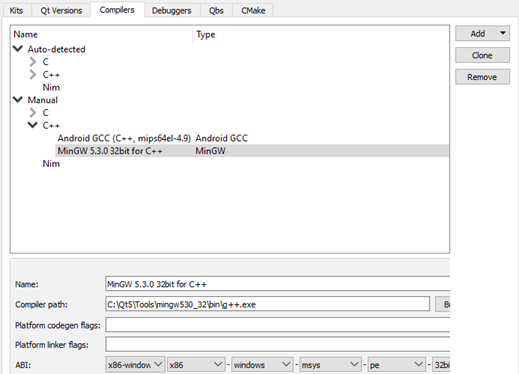 Kits Qt Versions Compilers Debuggers Qbs CMake
Name Type
Add
Auto-detected
Clone
C
C++
Remove
Nim
Manual
C
C++
Android GCC (C++, mips64el-4.9) Android GCC
MinGW 5.3.0 32bit for C++ MinGW
Nim
Name: MinGW 5.3.0 32bit for C++
Compiler path: C:\Qt5\Tools\mingw530_32\bin\g++.exe
Platform codegen flags:
Platform linker flags:
ABI: x86-window x86 - windows - msys - pe - 32bi